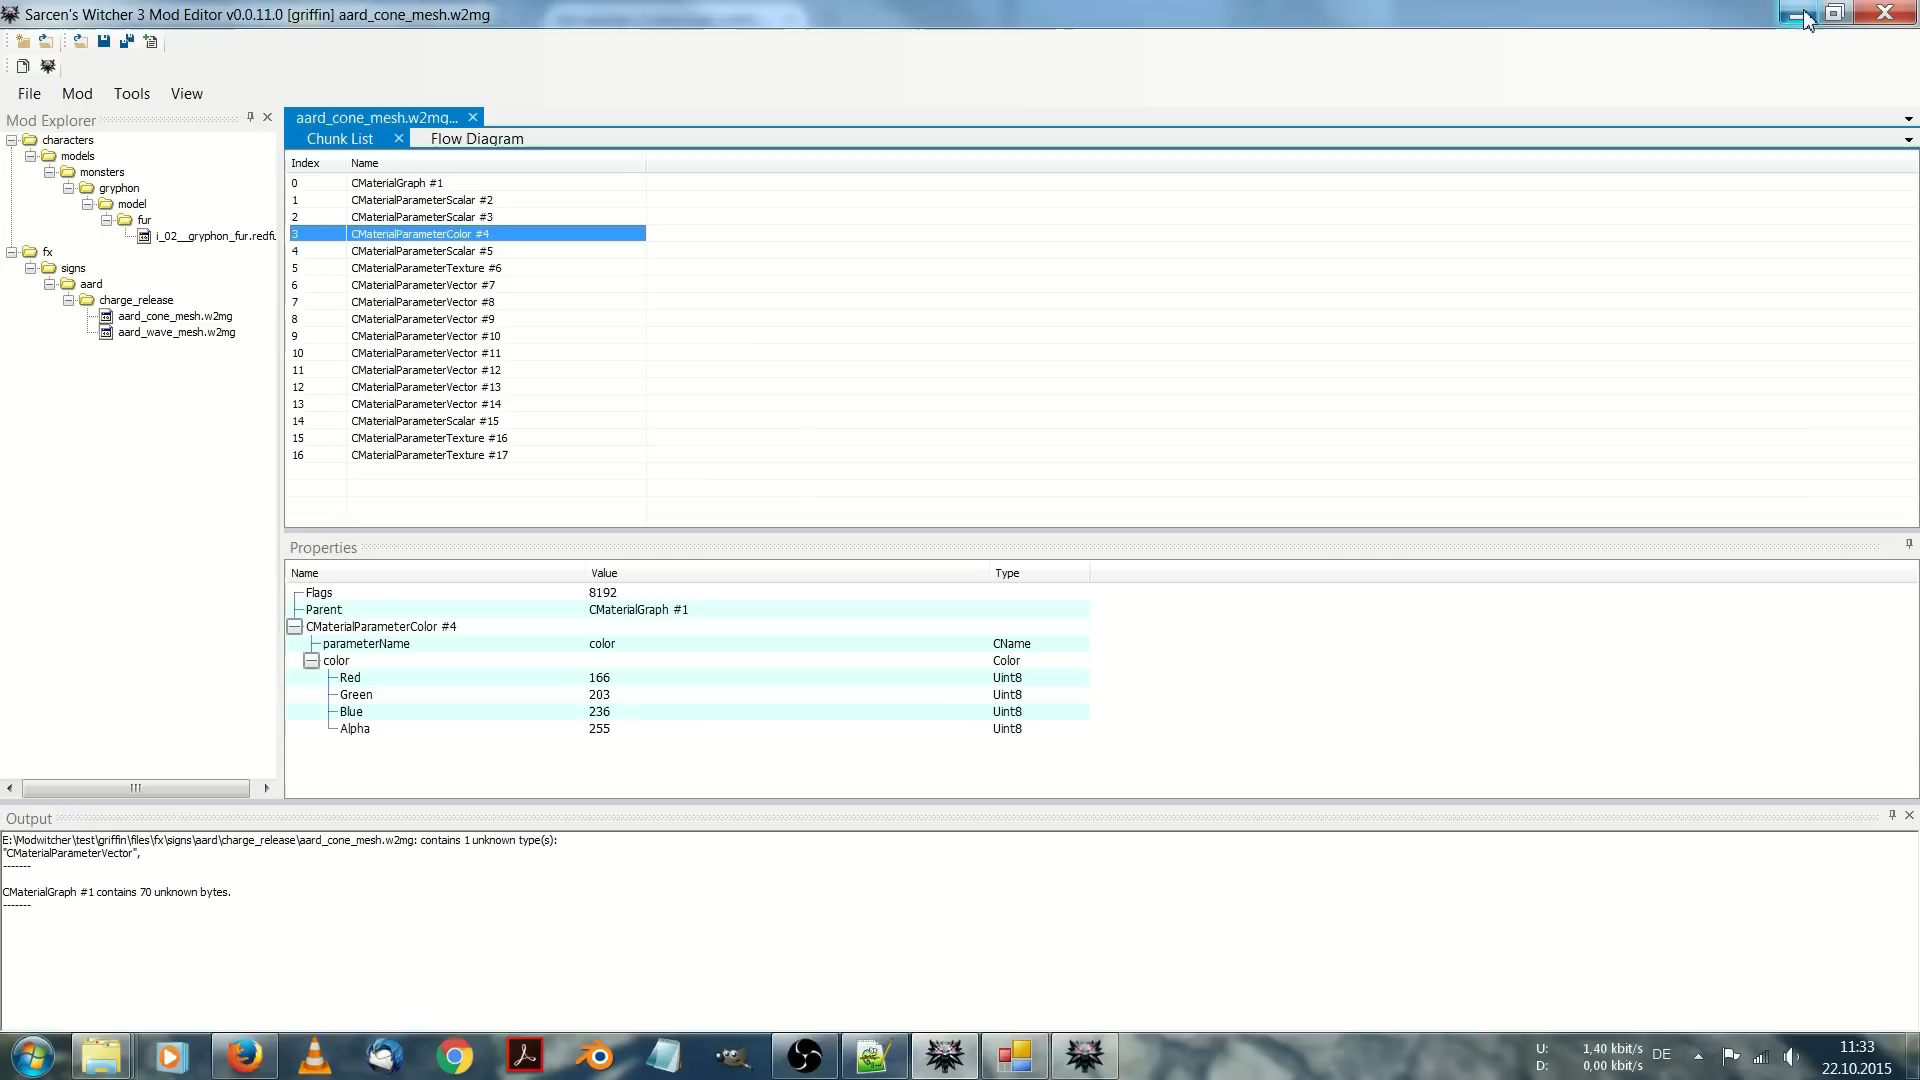 Sarcen's Witcher 3 Mod Editor v0.0.11.0 [griffin] aard_cone_mesh.w2mg
File Mod Tools View
Mod Explorer
characters
models
monsters
gryphon
model
fur
i_02__gryphon_fur.redfu
fx
signs
aard
charge_release
aard_cone_mesh.w2mg
aard_wave_mesh.w2mg
aard_cone_mesh.w2mg...
Chunk List Flow Diagram
Index Name
0 CMaterialGraph #1
1 CMaterialParameterScalar #2
2 CMaterialParameterScalar #3
3 CMaterialParameterColor #4
4 CMaterialParameterScalar #5
5 CMaterialParameterTexture #6
6 CMaterialParameterVector #7
7 CMaterialParameterVector #8
8 CMaterialParameterVector #9
9 CMaterialParameterVector #10
10 CMaterialParameterVector #11
11 CMaterialParameterVector #12
12 CMaterialParameterVector #13
13 CMaterialParameterVector #14
14 CMaterialParameterScalar #15
15 CMaterialParameterTexture #16
16 CMaterialParameterTexture #17
Properties
Name Value Type
Flags 8192
Parent CMaterialGraph #1
CMaterialParameterColor #4
parameterName color CName
color Color
Red 166 Uint8
Green 203 Uint8
Blue 236 Uint8
Alpha 255 Uint8
Output
E:\Modwitcher\test\griffin\files\fx\signs\aard\charge_release\aard_cone_mesh.w2mg: contains 1 unknown type(s):
"CMaterialParameterVector",
-------
CMaterialGraph #1 contains 70 unknown bytes.
-------
U: 1,40 kbit/s
D: 0,00 kbit/s
DE
11:33
22.10.2015